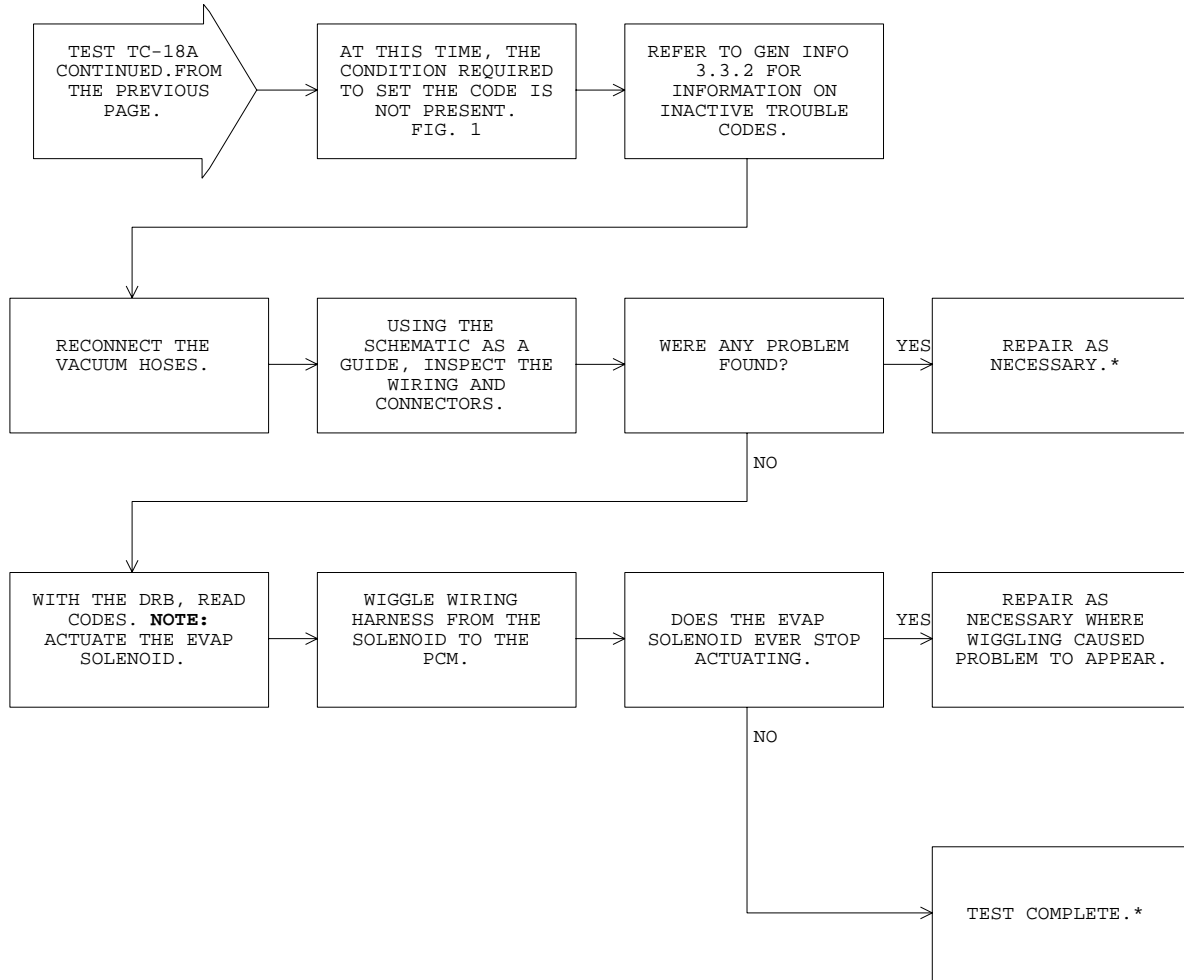 TEST TC-18A
CONTINUED.FROM
THE PREVIOUS
PAGE.
AT THIS TIME, THE
CONDITION REQUIRED
TO SET THE CODE IS
NOT PRESENT.
FIG. 1
REFER TO GEN INFO
3.3.2 FOR
INFORMATION ON
INACTIVE TROUBLE
CODES.
RECONNECT THE
VACUUM HOSES.
USING THE
SCHEMATIC AS A
GUIDE, INSPECT THE
WIRING AND
CONNECTORS.
WERE ANY PROBLEM
FOUND?
YES
REPAIR AS
NECESSARY.*
NO
WITH THE DRB, READ
CODES. NOTE:
ACTUATE THE EVAP
SOLENOID.
WIGGLE WIRING
HARNESS FROM THE
SOLENOID TO THE
PCM.
DOES THE EVAP
SOLENOID EVER STOP
ACTUATING.
YES
REPAIR AS
NECESSARY WHERE
WIGGLING CAUSED
PROBLEM TO APPEAR.
NO
TEST COMPLETE.*